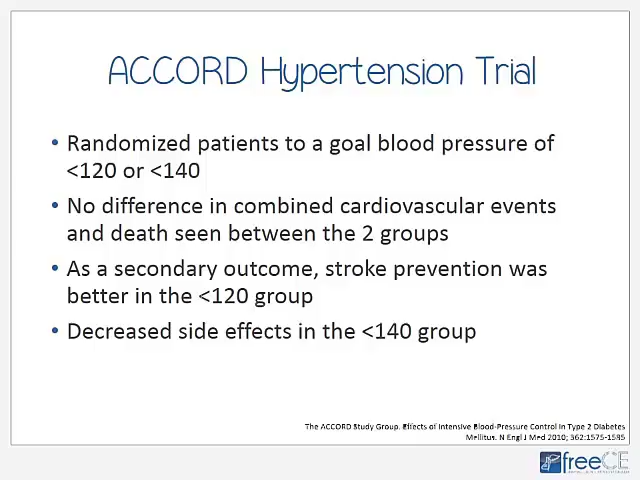 ACCORD Hypertension Trial
• Randomized patients to a goal blood pressure of
<120 or <140
• No difference in combined cardiovascular events
and death seen between the 2 groups
• As a secondary outcome, stroke prevention was
better in the <120 group
• Decreased side effects in the <140 group
The ACCORD Study Group. Effects of Intensive Blood-Pressure Control in Type 2 Diabetes
Mellitus. N Engl J Med 2010; 362:1575-1585
freeCE